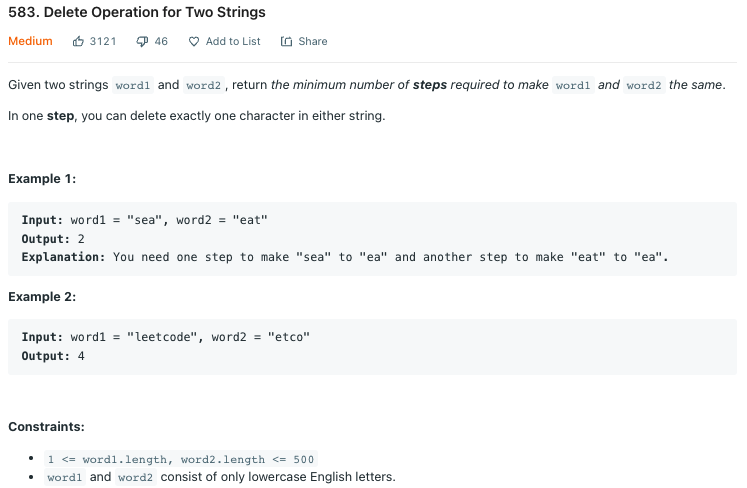 583. Delete Operation for Two Strings
Medium 3121 46 Add to List Share
Given two strings word1 and word2 , return the minimum number of steps required to make word1 and word2 the same.
In one step, you can delete exactly one character in either string.
Example 1:
Input: word1 = "sea", word2 = "eat"
Output: 2
Explanation: You need one step to make "sea" to "ea" and another step to make "eat" to "ea".
Example 2:
Input: word1 = "leetcode", word2 = "etco"
Output: 4
Constraints:
• 1 <= word1.length, word2.length <= 500
• word1 and word2 consist of only lowercase English letters.